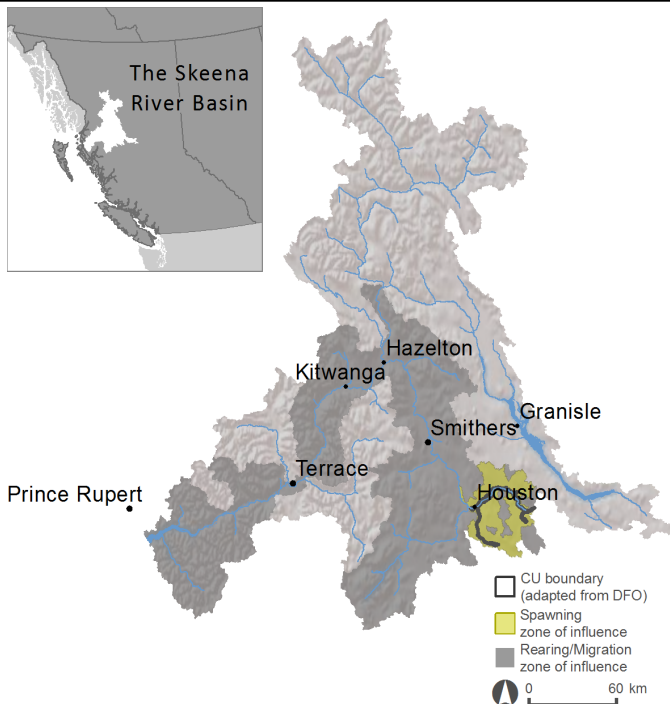 The Skeena
River Basin
Hazelton
Kitwanga
Granisle
Smithers
Terrace
Prince Rupert
Houston
CU boundary
(adapted from DFO)
Spawning
zone of influence
Rearing/Migration
zone of influence
0 60 km